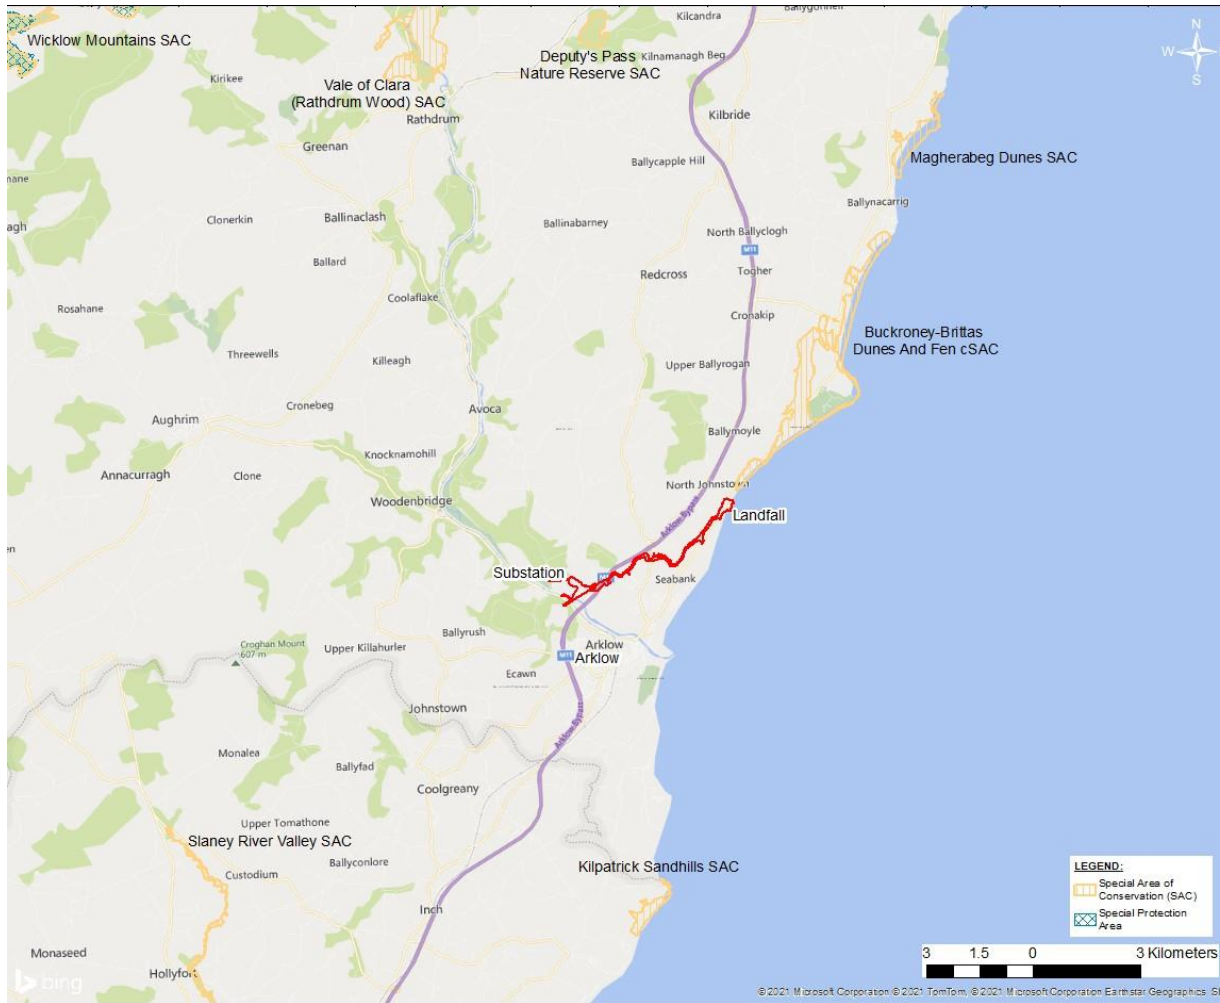 Kilcandra
Ballygonnell
Wicklow Mountains SAC
N
W
E
S
Deputy's Pass
Nature Reserve SAC
Kilnamanagh Beg
Kirikee
Vale of Clara
(Rathdrum Wood) SAC
Rathdrum
Kilbride
Greenan
Ballycapple Hill
Magherabeg Dunes SAC
mane
Ballynacarrig
Clonerkin
Ballinaclash
Ballinabarney
agh
North Ballyclogh
M11
Ballard
Redcross
Togher
Coolaflake
Rosahane
Cronakip
Buckroney-Brittas
Dunes And Fen cSAC
Threewells
Killeagh
Upper Ballyrogan
Cronebeg
Avoca
Aughrim
Ballymoyle
Knocknamohill
Annacurragh
Clone
North Johnstown
Woodenbridge
Arklow Bypass
Landfall
en
Substation
Seabank
Ballyrush
Croghan Mount
607 m
Upper Killahurler
Arklow
Arklow
M11
Ecawn
Johnstown
Arklow Bypass
Monalea
Ballyfad
Coolgreany
Upper Tomathone
Slaney River Valley SAC
Ballyconlore
Kilpatrick Sandhills SAC
Custodium
LEGEND:
Special Area of
Conservation (SAC)
Special Protection
Area
Inch
Monaseed
3 1.5 0 3 Kilometers
Hollyfort
bing
© 2021 Microsoft Corporation © 2021 TomTom, © 2021 Microsoft Corporation Earthstar Geographics SI